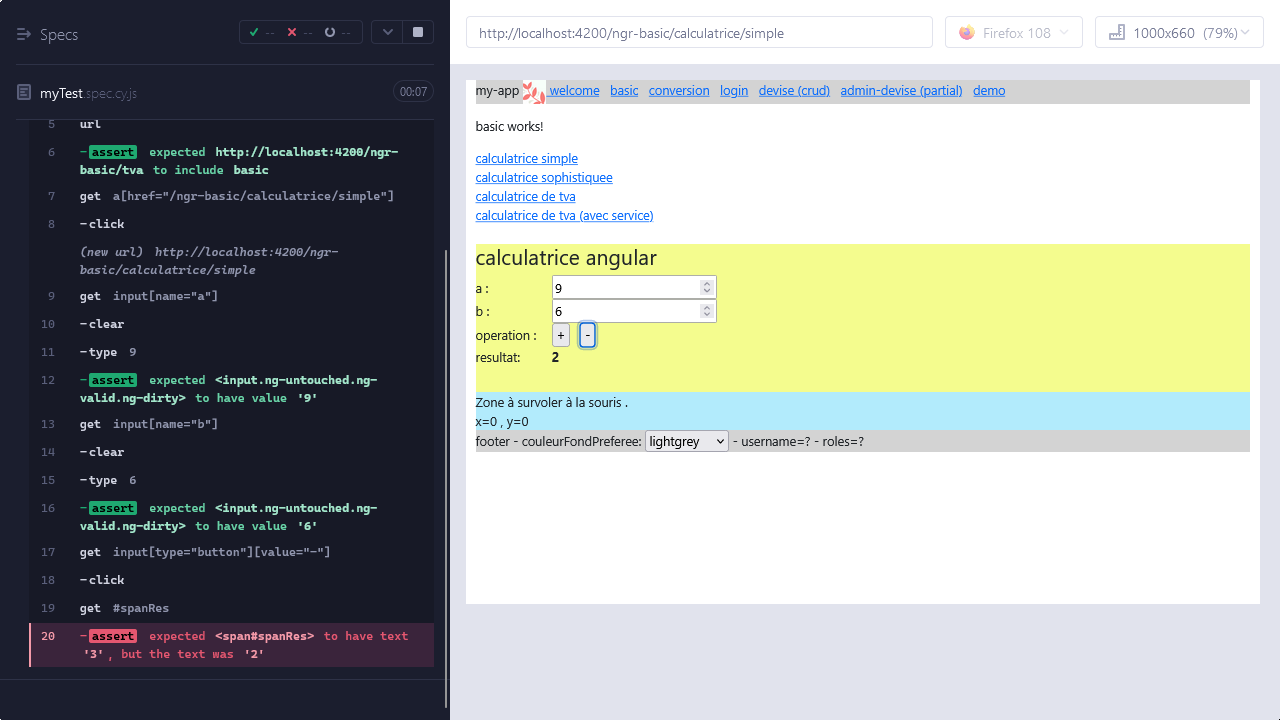 Specs
-- -- --
myTest.spec.cy.js
00:07
5 url
6 -assert expected http://localhost:4200/ngr-
basic/tva to include basic
7 get a[href="/ngr-basic/calculatrice/simple"]
8 -click
(new url) http://localhost:4200/ngr-
basic/calculatrice/simple
9 get input[name="a"]
10 -clear
11 -type 9
12 -assert expected <input.ng-untouched.ng-
valid.ng-dirty> to have value '9'
13 get input[name="b"]
14 -clear
15 -type 6
16 -assert expected <input.ng-untouched.ng-
valid.ng-dirty> to have value '6'
17 get input[type="button"][value="-"]
18 -click
19 get #spanRes
20 -assert expected <span#spanRes> to have text
'3', but the text was '2'
http://localhost:4200/ngr-basic/calculatrice/simple
Firefox 108
1000x660 (79%)
my-app welcome basic conversion login devise (crud) admin-devise (partial) demo
basic works!
calculatrice simple
calculatrice sophistiquee
calculatrice de tva
calculatrice de tva (avec service)
calculatrice angular
a : 9
b : 6
operation : + -
resultat: 2
Zone à survoler à la souris .
x=0 , y=0
footer - couleurFondPreferee: lightgrey - username=? - roles=?